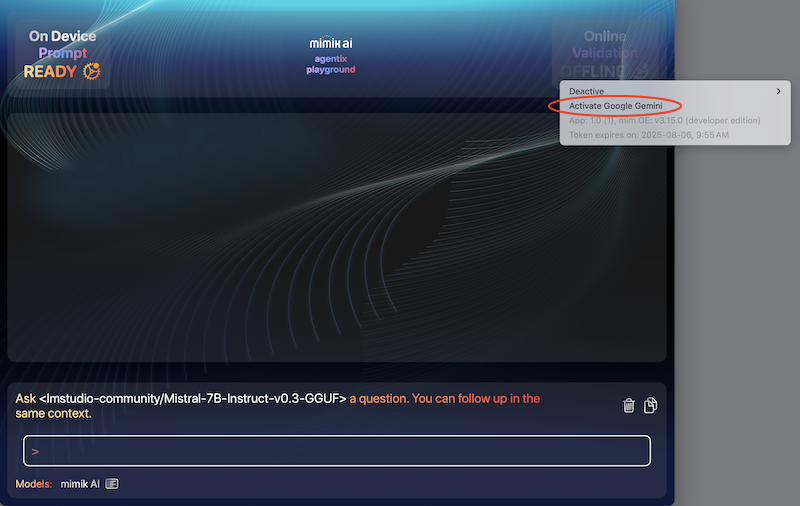 On Device
Prompt
READY
mimik ai
agentix
playground
Online
Validation
OFFLINE
Deactive
Activate Google Gemini
App: 1.0 (1), mim OE: v3.15.0 (developer edition)
Token expires on: 2025-08-06, 9:55 AM
Ask <lmstudio-community/Mistral-7B-Instruct-v0.3-GGUF> a question. You can follow up in the
same context.
>
Models: mimik AI